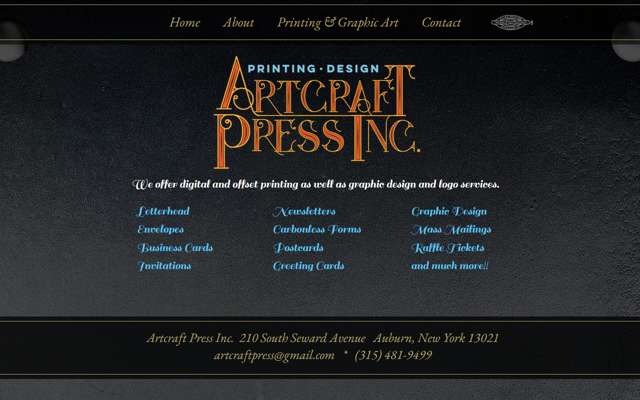 Home About Printing & Graphic Art Contact
PRINTING · DESIGN
ARTCRAFT
PRESS INC.
We offer digital and offset printing as well as graphic design and logo services.
Letterhead Newsletters Graphic Design
Envelopes Carbonless Forms Mass Mailings
Business Cards Postcards Raffle Tickets
Invitations Greeting Cards and much more!!
Artcraft Press Inc. 210 South Seward Avenue Auburn, New York 13021
artcraftpress@gmail.com * (315) 481-9499